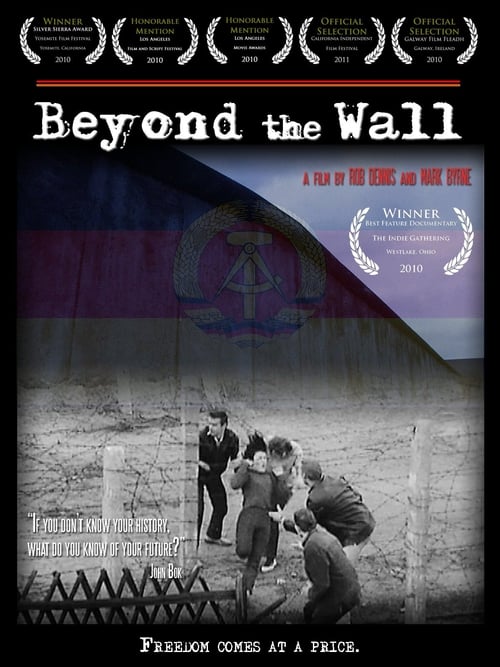 Winner
Silver Sierra Award
Yosemite Film Festival
Yosemite, California
2010
Honorable
Mention
Los Angeles
Film and Script Festival
2010
Honorable
Mention
Los Angeles
Movie Awards
2010
Official
Selection
California Independent
Film Festival
2011
Official
Selection
Galway Film Fleadh
Galway, Ireland
2010
Beyond the Wall
A FILM BY ROB DENNIS AND MARK BYRNE
Winner
Best Feature Documentary
The Indie Gathering
Westlake, Ohio
2010
"IF YOU DON'T KNOW YOUR HISTORY,
WHAT DO YOU KNOW OF YOUR FUTURE?"
JOHN BOK
Freedom comes at a price.